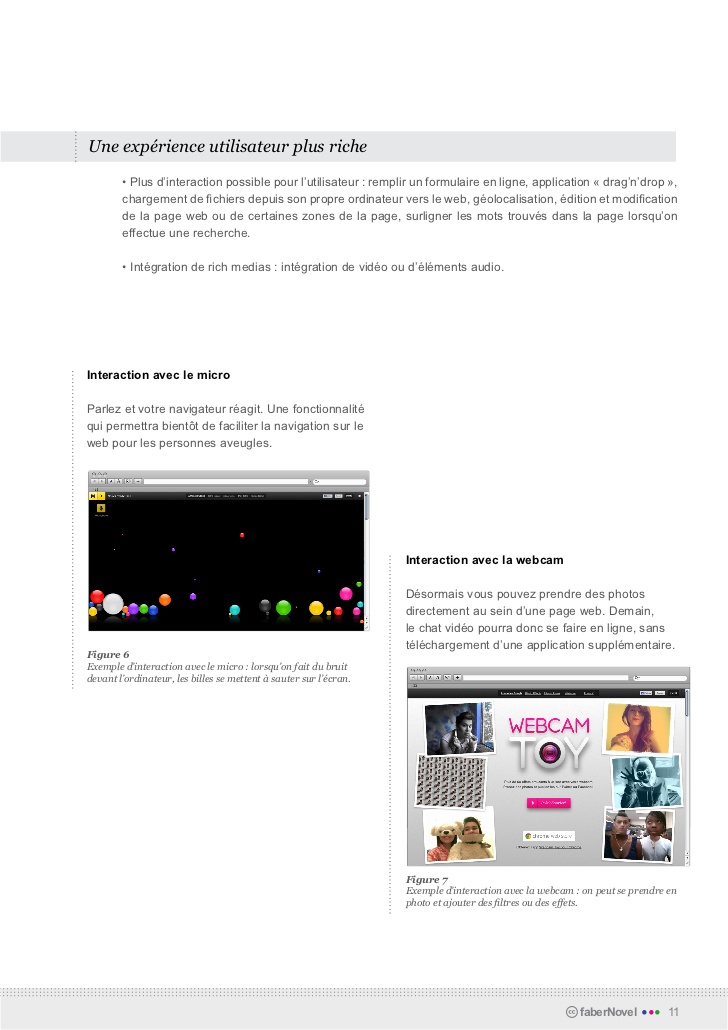 Une expérience utilisateur plus riche
• Plus d'interaction possible pour l'utilisateur : remplir un formulaire en ligne, application « drag'n'drop »,
chargement de fichiers depuis son propre ordinateur vers le web, géolocalisation, édition et modification
de la page web ou de certaines zones de la page, surligner les mots trouvés dans la page lorsqu'on
effectue une recherche.
• Intégration de rich medias : intégration de vidéo ou d'éléments audio.
Interaction avec le micro
Parlez et votre navigateur réagit. Une fonctionnalité
qui permettra bientôt de faciliter la navigation sur le
web pour les personnes aveugles.
Figure 6
Exemple d'interaction avec le micro : lorsqu'on fait du bruit
devant l'ordinateur, les billes se mettent à sauter sur l'écran.
Interaction avec la webcam
Désormais vous pouvez prendre des photos
directement au sein d'une page web. Demain,
le chat vidéo pourra donc se faire en ligne, sans
téléchargement d'une application supplémentaire.
WEBCAM
TOY
chrome web store
Figure 7
Exemple d'interaction avec la webcam : on peut se prendre en
photo et ajouter des filtres ou des effets.
cc faberNovel 11